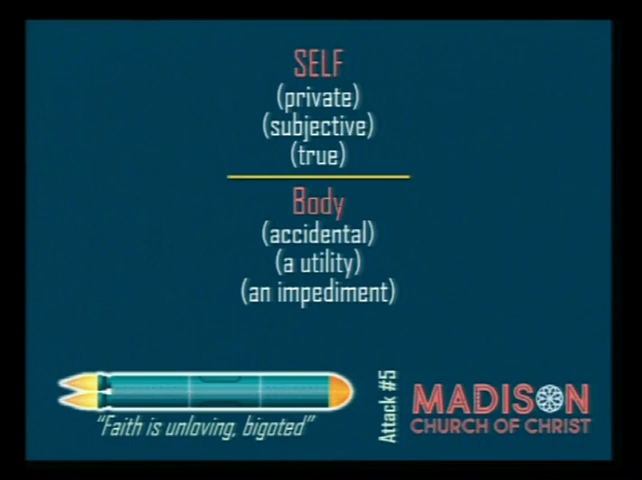 SELF
(private)
(subjective)
(true)
Body
(accidental)
(a utility)
(an impediment)
"Faith is unloving, bigoted"
Attack #5
MADISON
CHURCH OF CHRIST